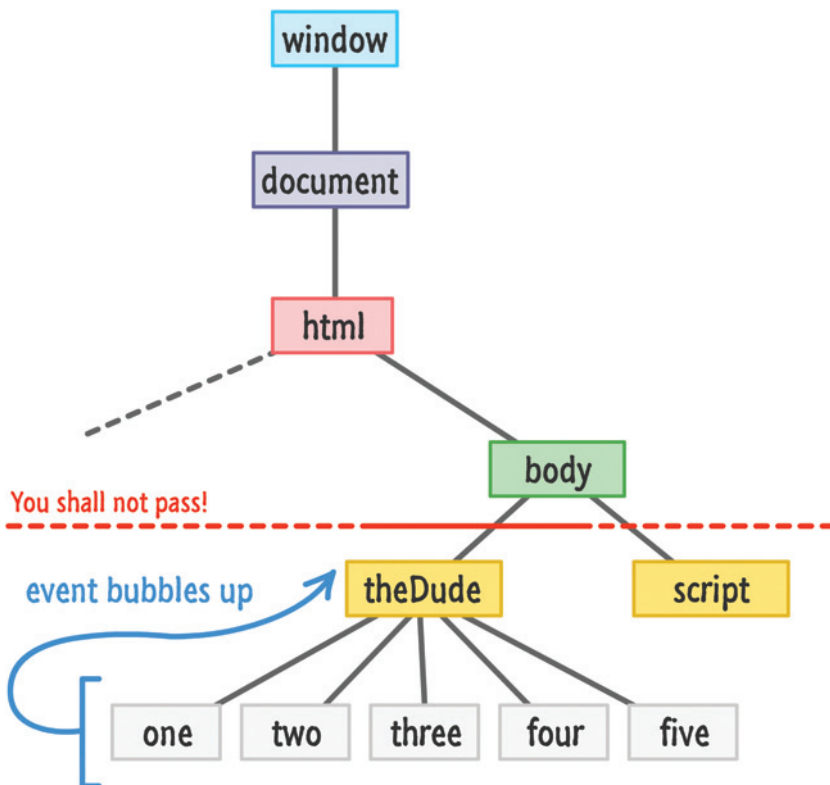 window
document
html
body
You shall not pass!
event bubbles up
theDude
script
one
two
three
four
five